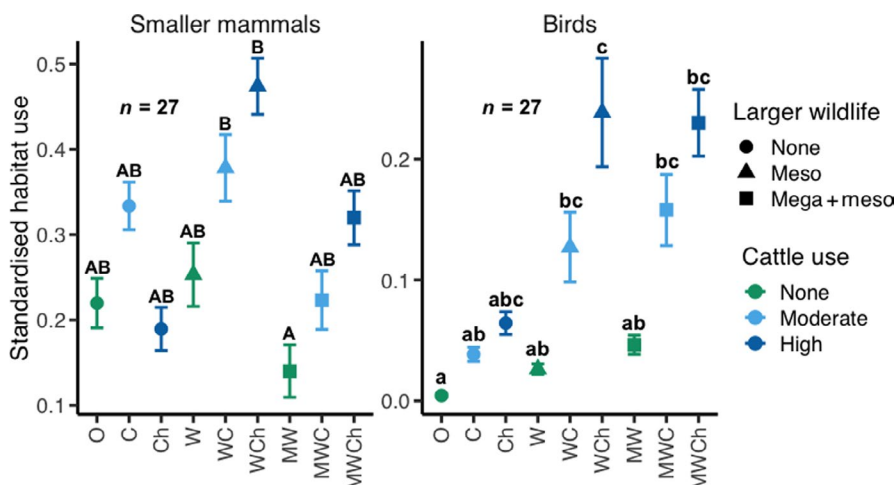 Smaller mammals
Standardised habitat use
0.5
0.4
0.3
0.2
0.1
n = 27
AB
AB
AB
AB
B
B
A
AB
AB
O
C
Ch
W
WC
WCh
MW
MWC
MWCh
Birds
0.2
0.1
0.0
n = 27
a
ab
abc
ab
bc
c
ab
bc
bc
O
C
Ch
W
WC
WCh
MW
MWC
MWCh
Larger wildlife
None
Meso
Mega+meso
Cattle use
None
Moderate
High